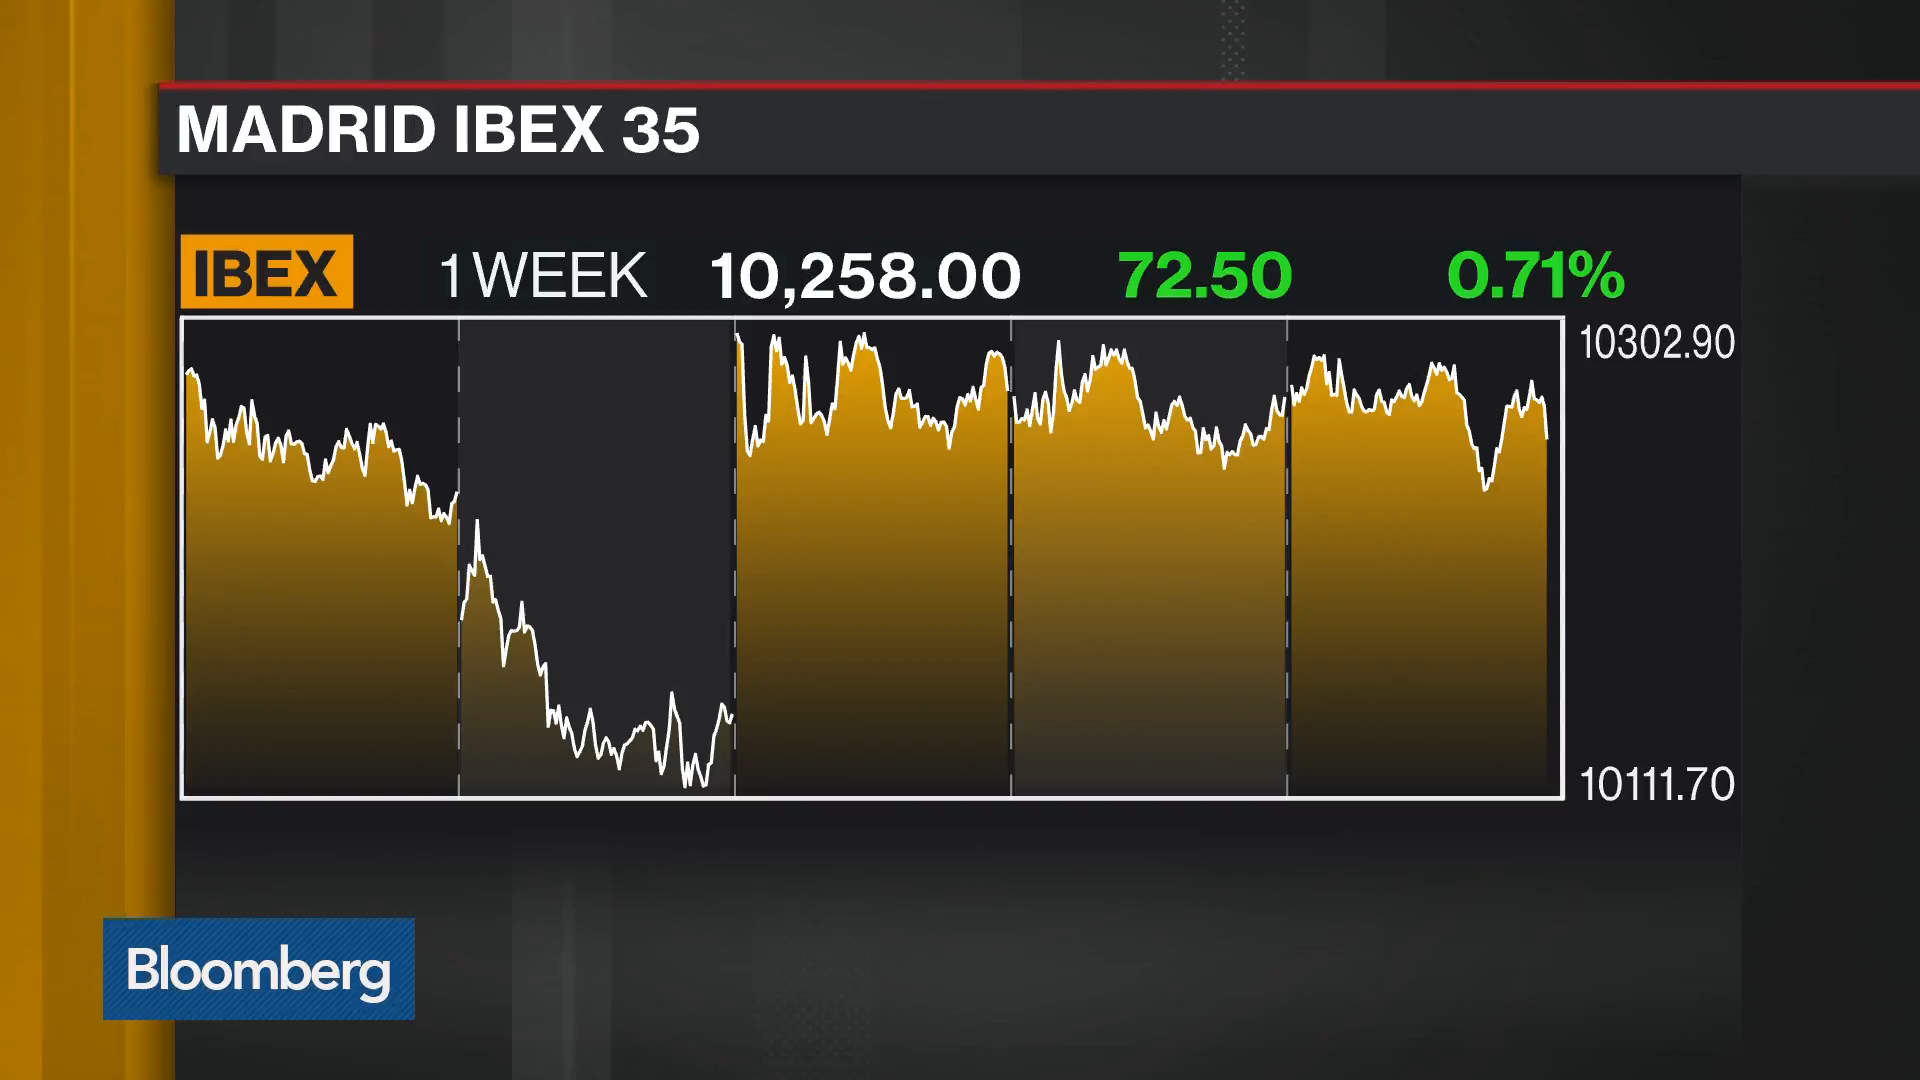 MADRID IBEX 35
IBEX 1 WEEK 10,258.00 72.50 0.71%
10302.90
10111.70
Bloomberg